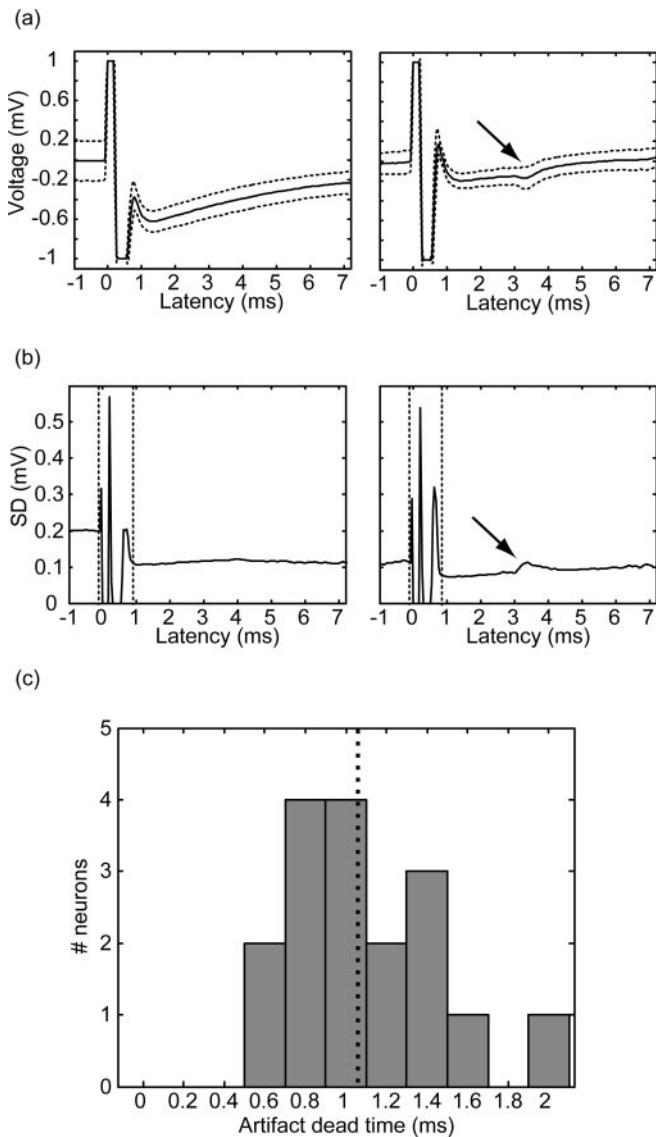 (a)
Voltage (mV)
1
0.6
0.2
-0.2
-0.6
-1
-1 0 1 2 3 4 5 6 7
Latency (ms)
-1 0 1 2 3 4 5 6 7
Latency (ms)
(b)
SD (mV)
0.5
0.4
0.3
0.2
0.1
0
-1 0 1 2 3 4 5 6 7
Latency (ms)
-1 0 1 2 3 4 5 6 7
Latency (ms)
(c)
# neurons
5
4
3
2
1
0
0 0.2 0.4 0.6 0.8 1 1.2 1.4 1.6 1.8 2
Artifact dead time (ms)